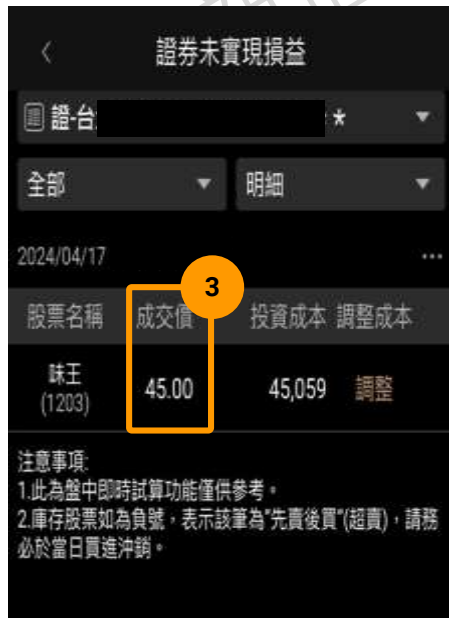 證券未實現損益
證-台 *
全部 明細
2024/04/17 ...
3
股票名稱 成交價 投資成本 調整成本
味王 45.00 45,059 調整
(1203)
注意事項:
1.此為盤中即時試算功能僅供參考。
2.庫存股票如為負號，表示該筆為"先賣後買"(超賣)，請務
必於當日買進沖銷。